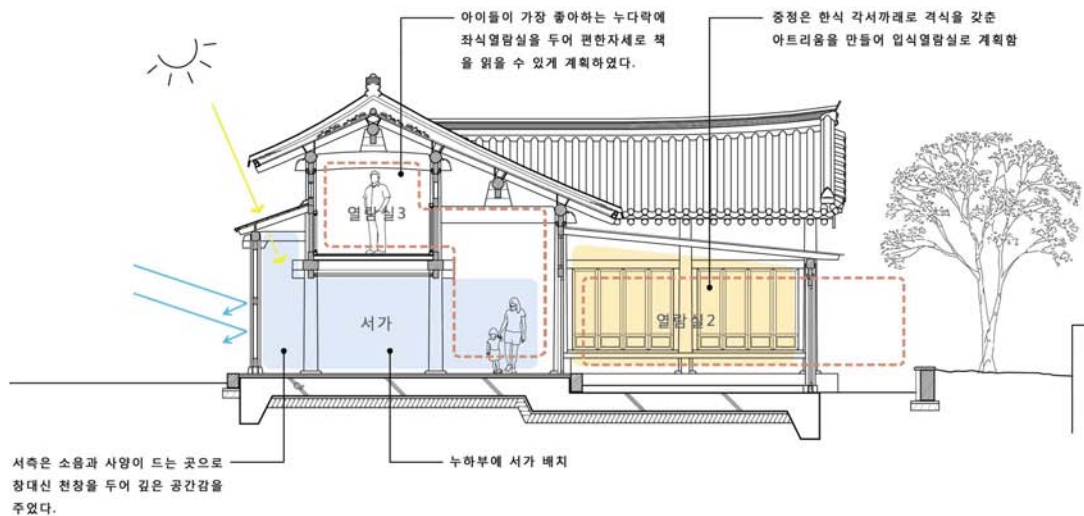 아이들이 가장 좋아하는 누다락에
좌식열람실을 두어 편한자세로 책
을 읽을 수 있게 계획하였다.
중정은 한식 각서까래로 격식을 갖춘
아트리움을 만들어 입식열람실로 계획함
열람실3
서가
열람실2
서측은 소음과 사양이 드는 곳으로
창대신 천창을 두어 깊은 공간감을
주었다.
누하부에 서가 배치